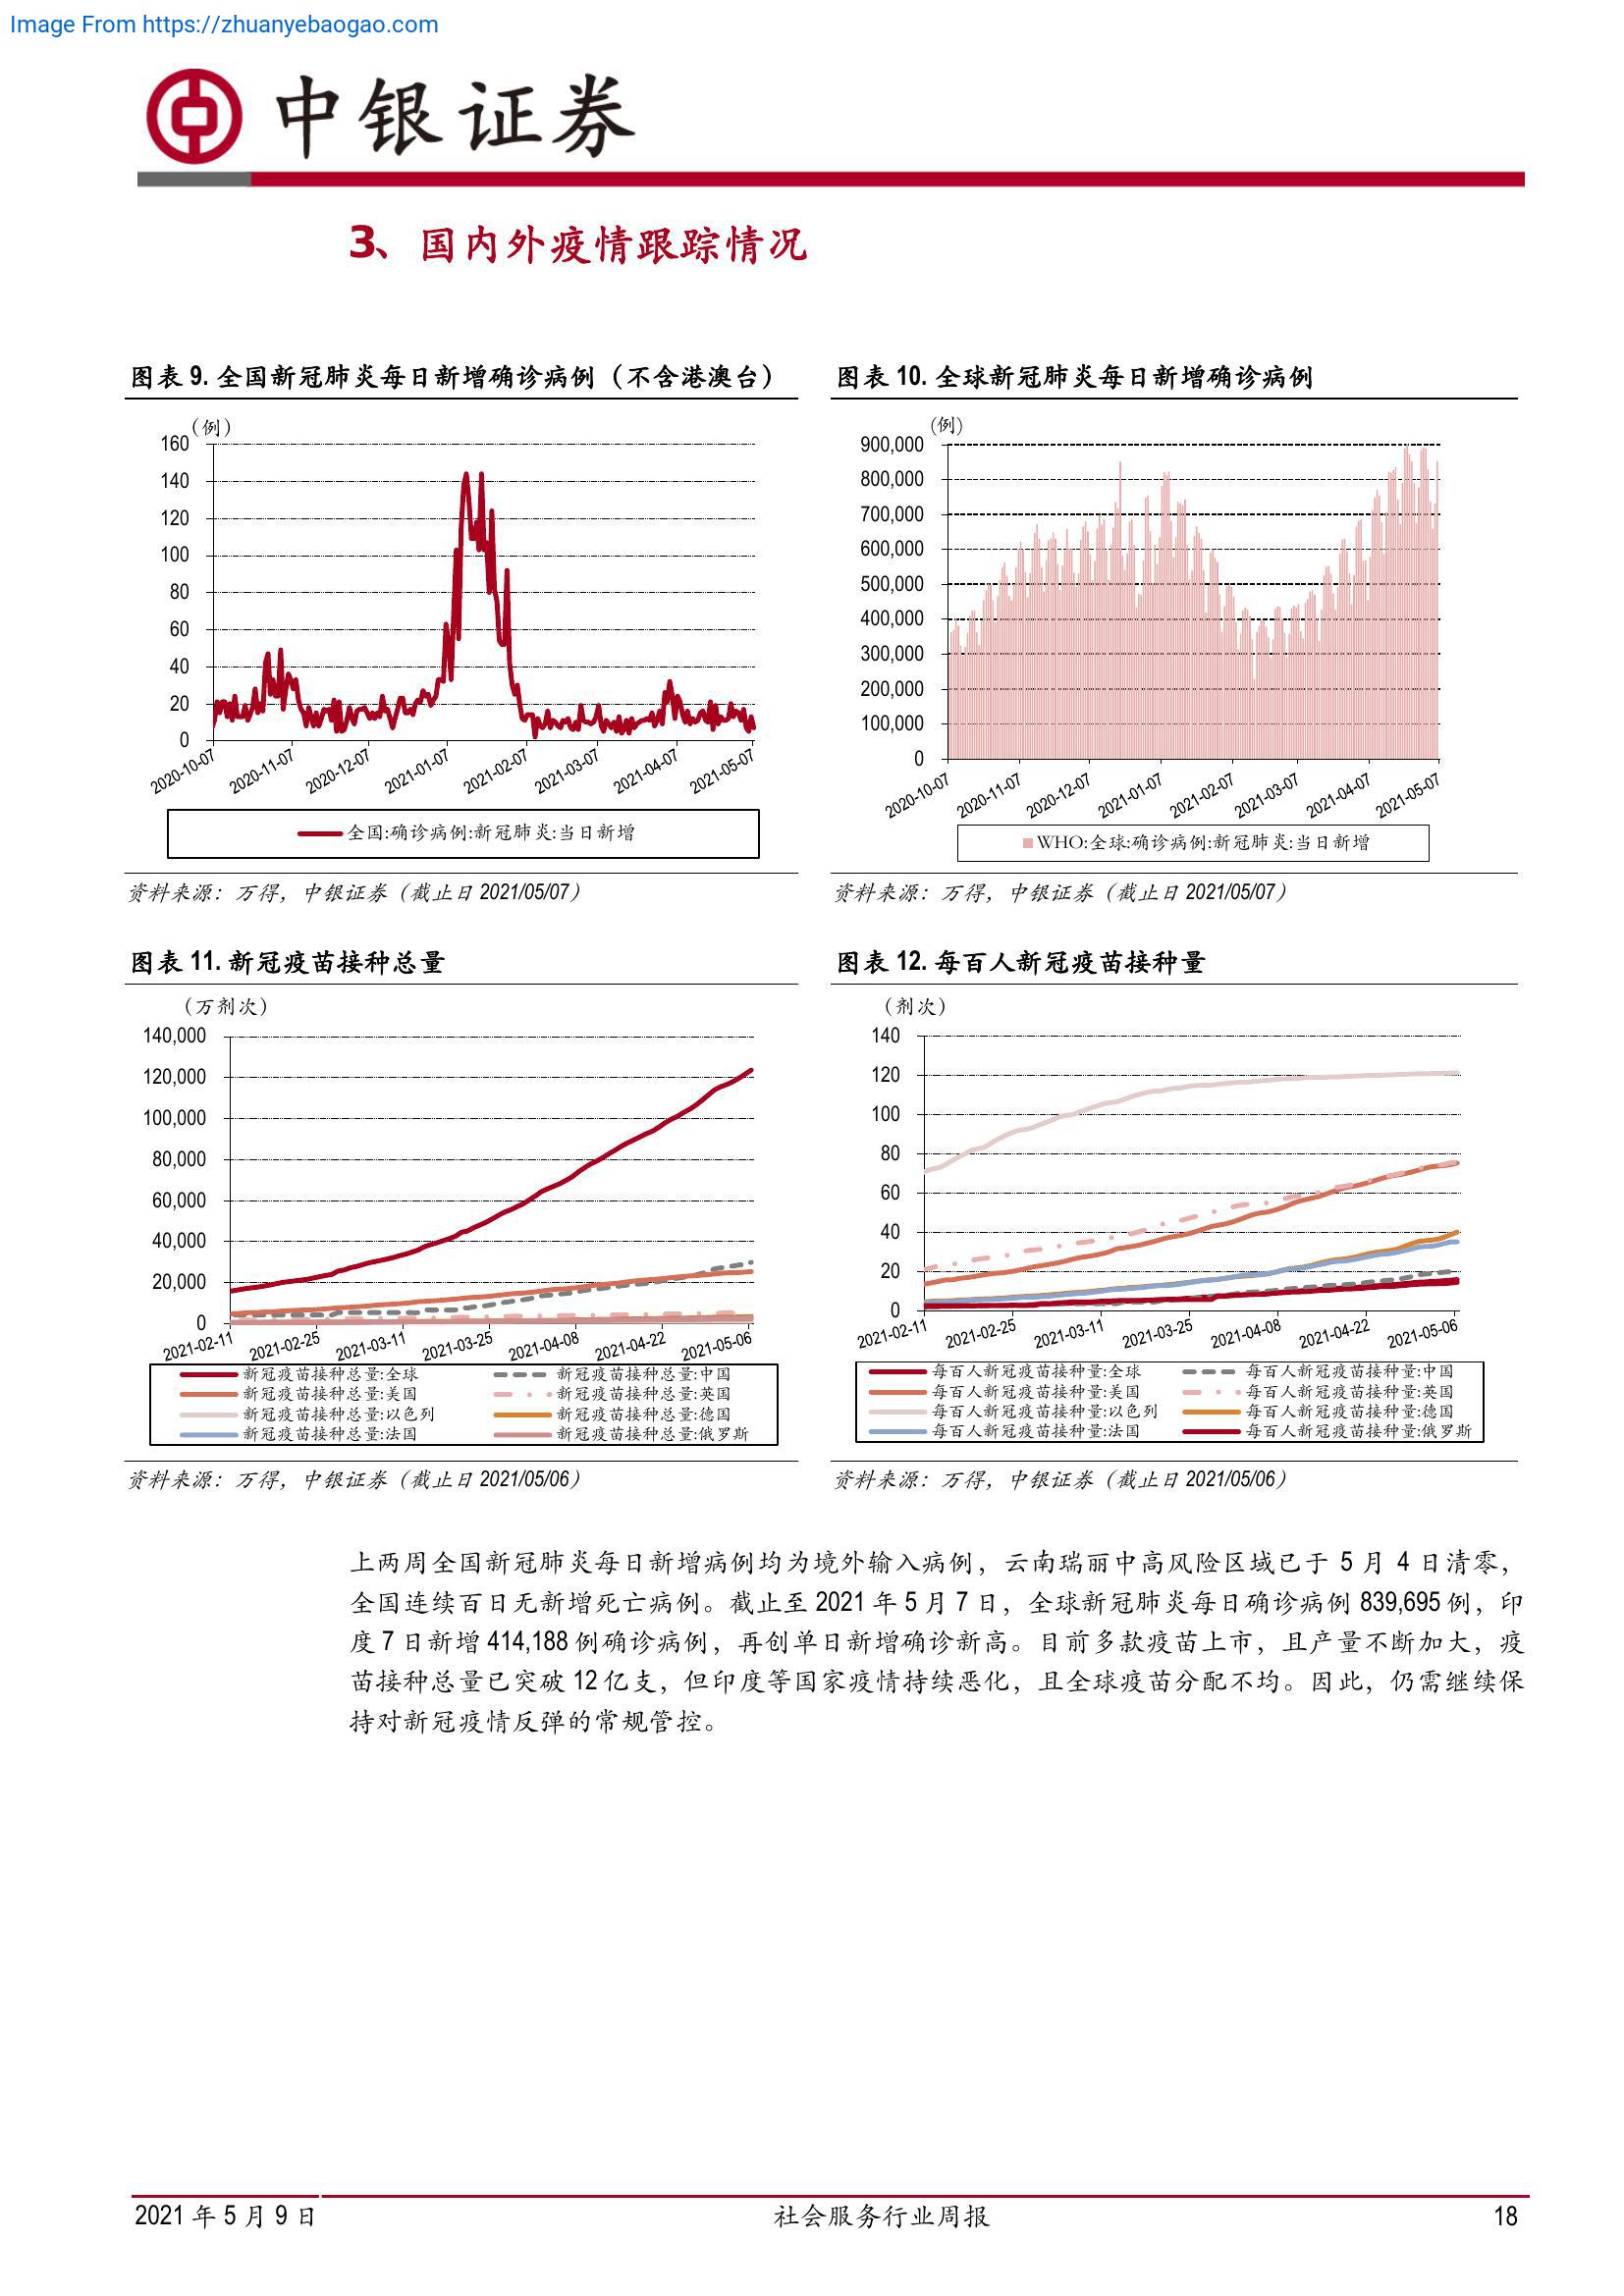 Image From https://zhuanyebaogao.com
中银证券
3、国内外疫情跟踪情况
图表 9. 全国新冠肺炎每日新增确诊病例（不含港澳台）
（例）
160
140
120
100
80
60
40
20
0
2020-10-07 2020-11-07 2020-12-07 2021-01-07 2021-02-07 2021-03-07 2021-04-07 2021-05-07
全国:确诊病例:新冠肺炎:当日新增
资料来源：万得，中银证券（截止日 2021/05/07）
图表 10. 全球新冠肺炎每日新增确诊病例
(例)
900,000
800,000
700,000
600,000
500,000
400,000
300,000
200,000
100,000
0
2020-10-07 2020-11-07 2020-12-07 2021-01-07 2021-02-07 2021-03-07 2021-04-07 2021-05-07
WHO:全球:确诊病例:新冠肺炎:当日新增
资料来源：万得，中银证券（截止日 2021/05/07）
图表 11. 新冠疫苗接种总量
（万剂次）
140,000
120,000
100,000
80,000
60,000
40,000
20,000
0
2021-02-11 2021-02-25 2021-03-11 2021-03-25 2021-04-08 2021-04-22 2021-05-06
新冠疫苗接种总量:全球 新冠疫苗接种总量:中国
新冠疫苗接种总量:美国 新冠疫苗接种总量:英国
新冠疫苗接种总量:以色列 新冠疫苗接种总量:德国
新冠疫苗接种总量:法国 新冠疫苗接种总量:俄罗斯
资料来源：万得，中银证券（截止日 2021/05/06）
图表 12. 每百人新冠疫苗接种量
（剂次）
140
120
100
80
60
40
20
0
2021-02-11 2021-02-25 2021-03-11 2021-03-25 2021-04-08 2021-04-22 2021-05-06
每百人新冠疫苗接种量:全球 每百人新冠疫苗接种量:中国
每百人新冠疫苗接种量:美国 每百人新冠疫苗接种量:英国
每百人新冠疫苗接种量:以色列 每百人新冠疫苗接种量:德国
每百人新冠疫苗接种量:法国 每百人新冠疫苗接种量:俄罗斯
资料来源：万得，中银证券（截止日 2021/05/06）
上两周全国新冠肺炎每日新增病例均为境外输入病例，云南瑞丽中高风险区域已于 5 月 4 日清零，
全国连续百日无新增死亡病例。截止至 2021 年 5 月 7 日，全球新冠肺炎每日确诊病例 839,695 例，印
度 7 日新增 414,188 例确诊病例，再创单日新增确诊新高。目前多款疫苗上市，且产量不断加大，疫
苗接种总量已突破 12 亿支，但印度等国家疫情持续恶化，且全球疫苗分配不均。因此，仍需继续保
持对新冠疫情反弹的常规管控。
2021 年 5 月 9 日 社会服务行业周报 18